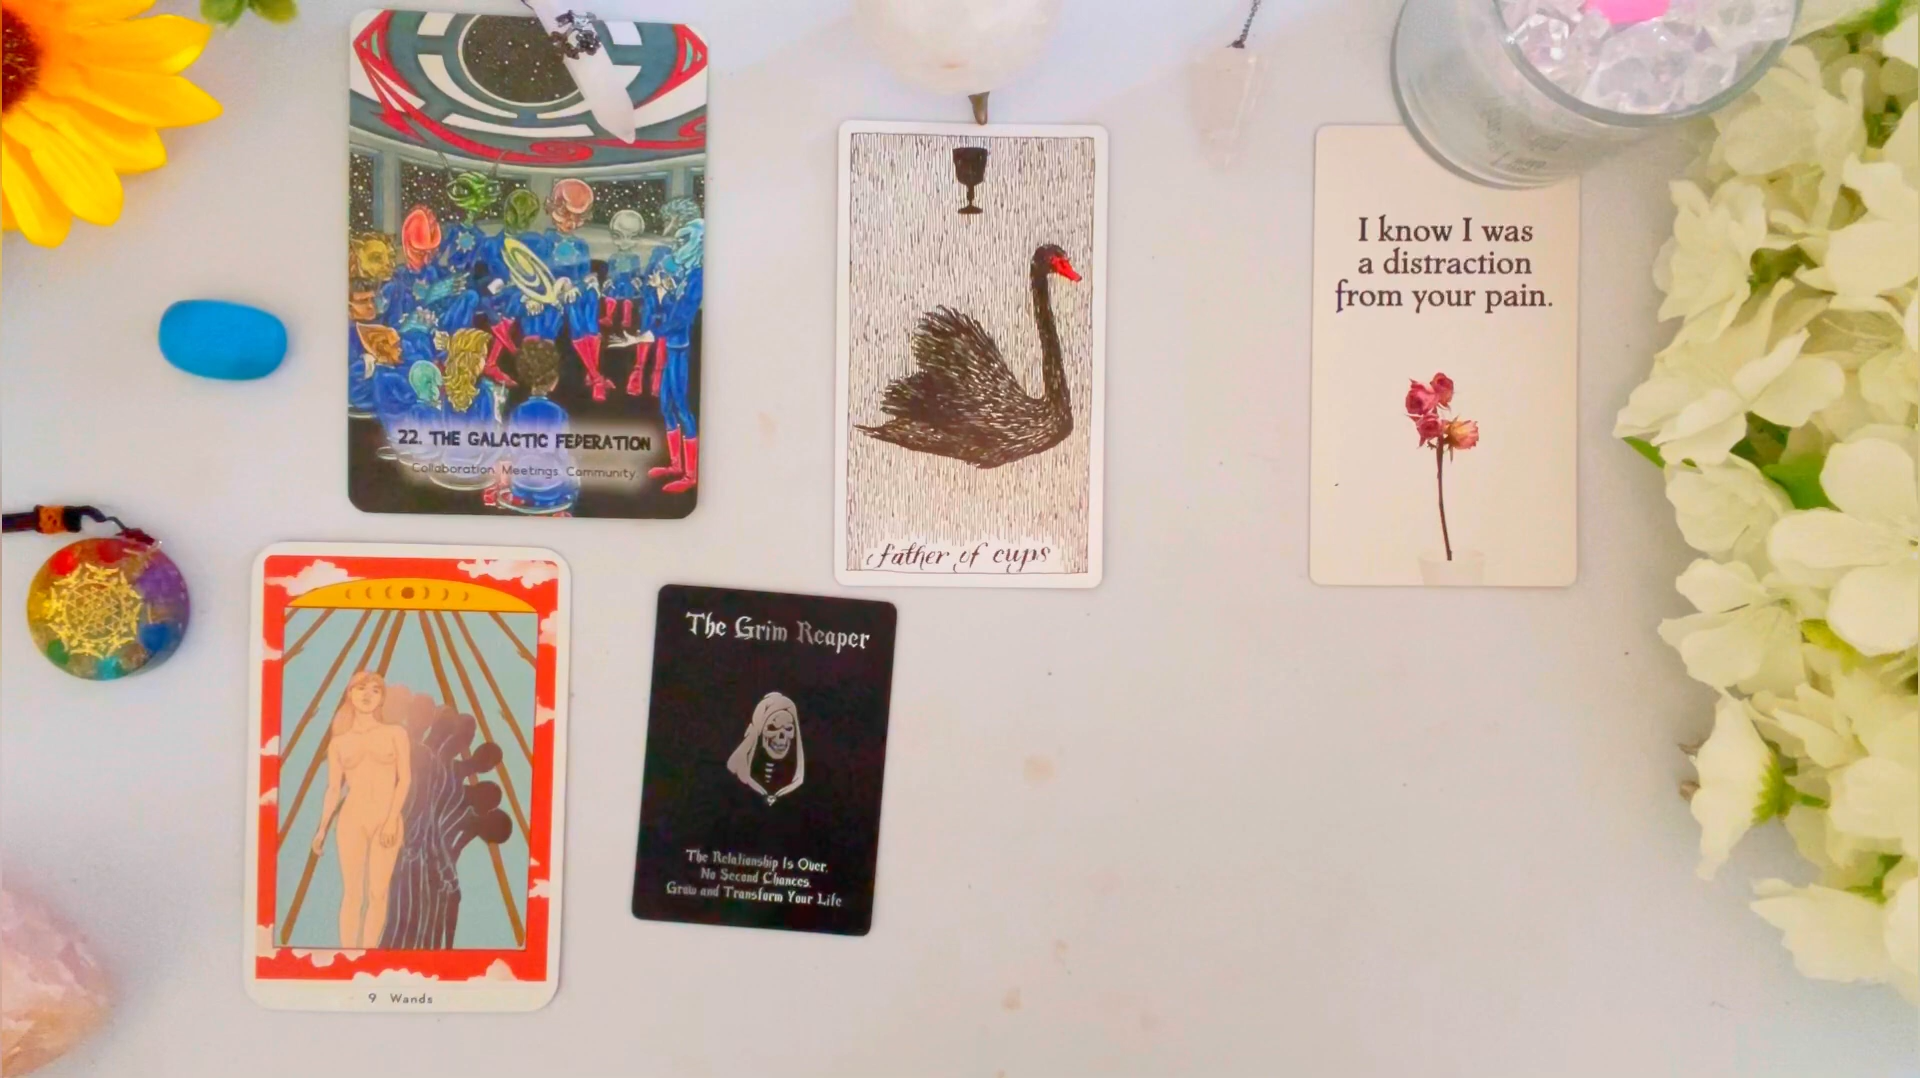 22. THE GALACTIC FEDERATION
Collaboration Meetings Community
father of cups
I know I was
a distraction
from your pain.
The Grim Reaper
The Relationship Is Over,
No Second Chances.
Grow and Transform Your Life
9 Wands